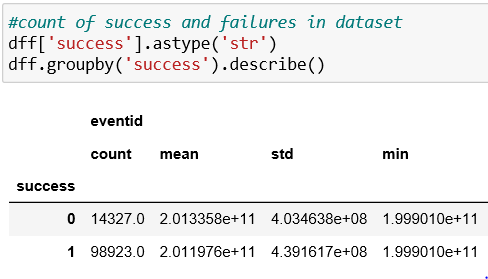 #count of success and failures in dataset
dff['success'].astype('str')
dff.groupby('success').describe()
eventid
count mean std min
success
0 14327.0 2.013358e+11 4.034638e+08 1.999010e+11
1 98923.0 2.011976e+11 4.391617e+08 1.999010e+11